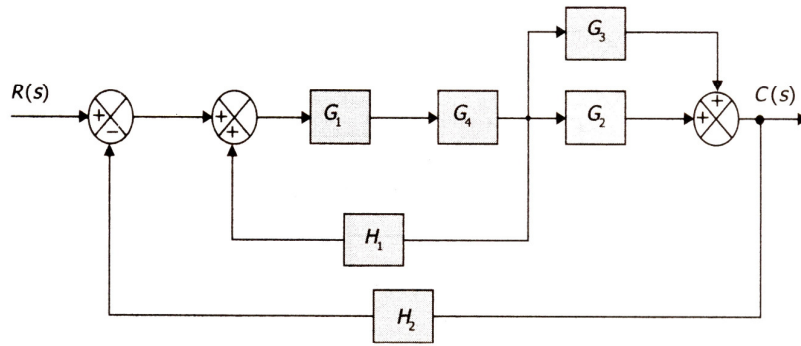 G₃
R(s)
C(s)
+
+
+
−
+
G₁
G₄
G₂
+
H₁
H₂